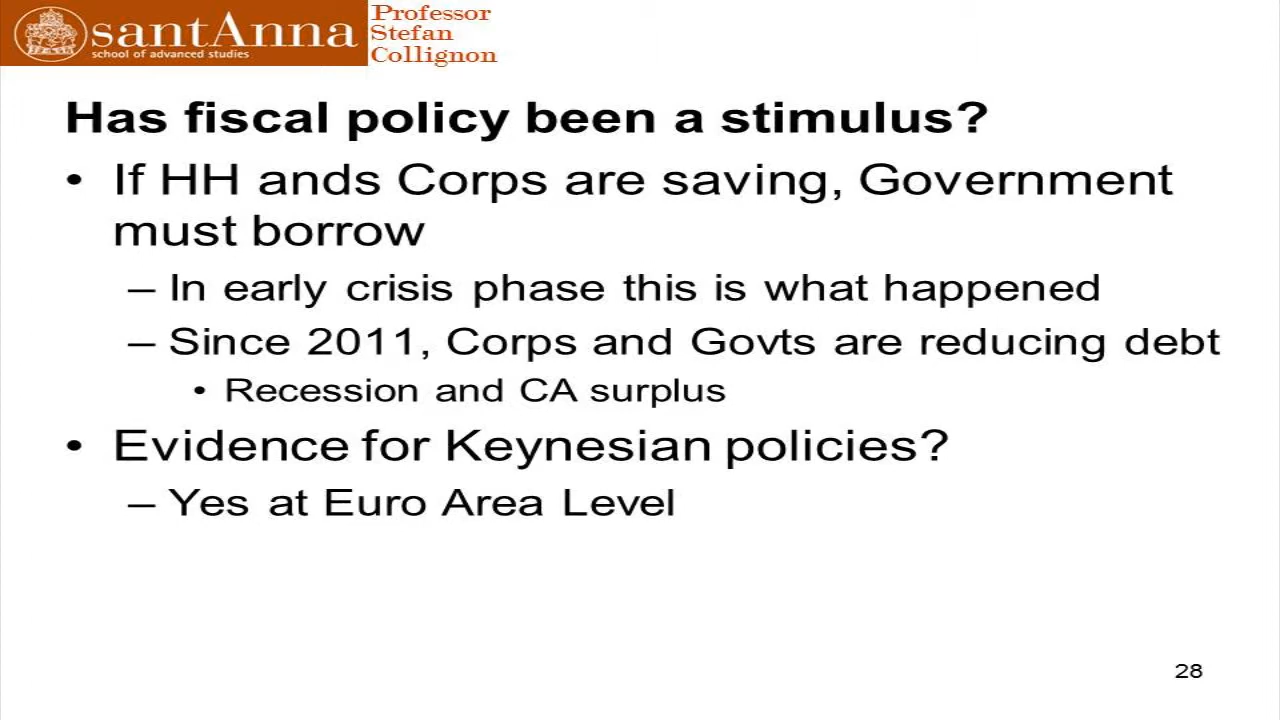 santAnna
school of advanced studies
Professor
Stefan
Collignon
Has fiscal policy been a stimulus?
• If HH ands Corps are saving, Government
must borrow
– In early crisis phase this is what happened
– Since 2011, Corps and Govts are reducing debt
• Recession and CA surplus
• Evidence for Keynesian policies?
– Yes at Euro Area Level
28